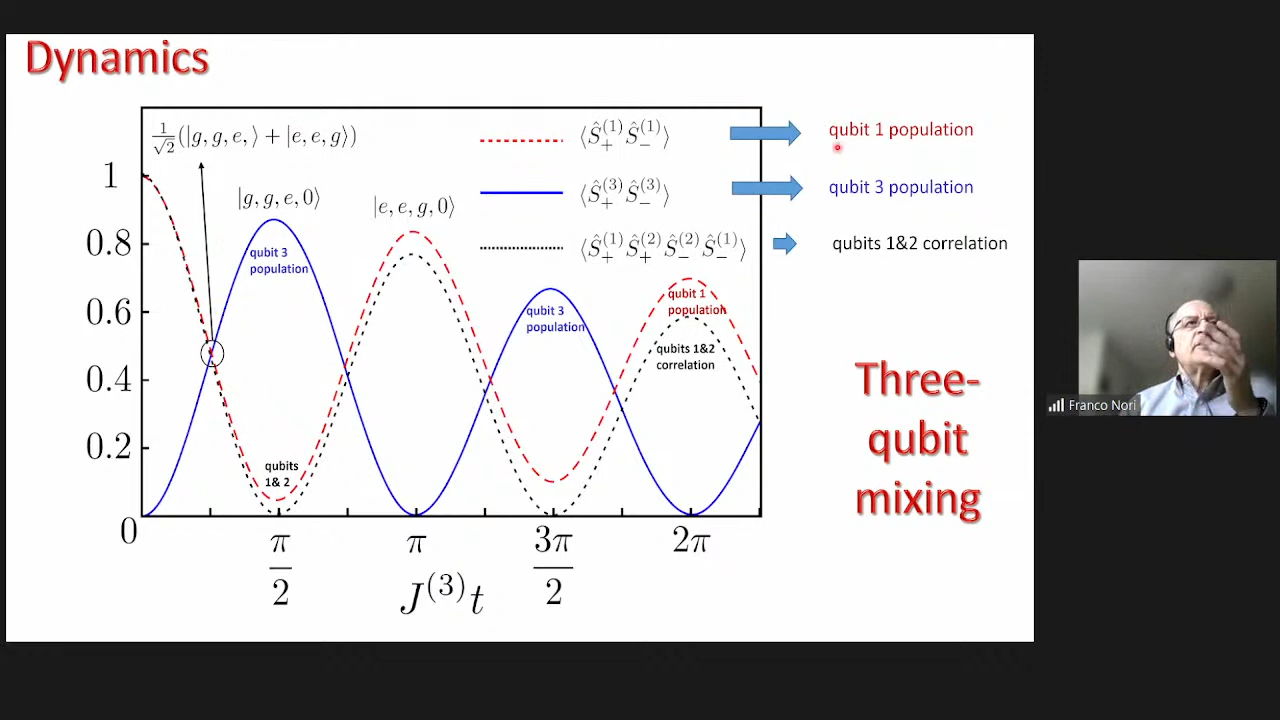 Dynamics
1/√2(|g,g,e,⟩ + |e,e,g⟩)
⟨Ŝ₊⁽¹⁾Ŝ₋⁽¹⁾⟩
qubit 1 population
|g,g,e,0⟩
|e,e,g,0⟩
⟨Ŝ₊⁽³⁾Ŝ₋⁽³⁾⟩
qubit 3 population
⟨Ŝ₊⁽¹⁾Ŝ₊⁽²⁾Ŝ₋⁽²⁾Ŝ₋⁽¹⁾⟩
qubits 1&2 correlation
1
0.8
0.6
0.4
0.2
0
qubit 3
population
qubit 3
population
qubit 1
population
qubits 1&2
correlation
qubits
1& 2
π/2
π
3π/2
2π
J⁽³⁾t
Three-
qubit
mixing
Franco Nori